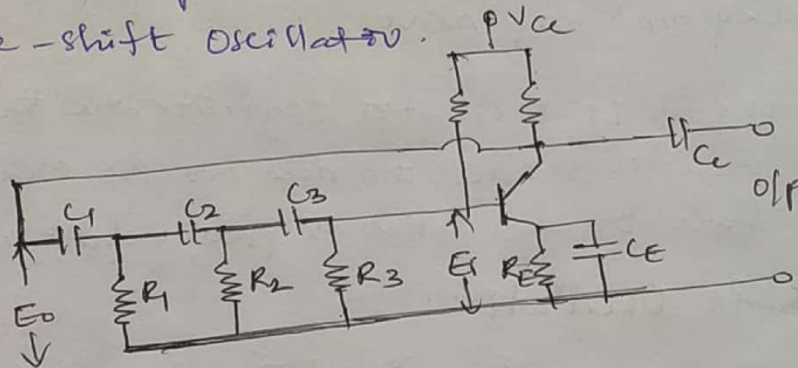 e-shift Oscillator.
Vcc
C1
C2
C3
Cc
o/p
R1
R2
R3
Ei
RE
CE
Eo